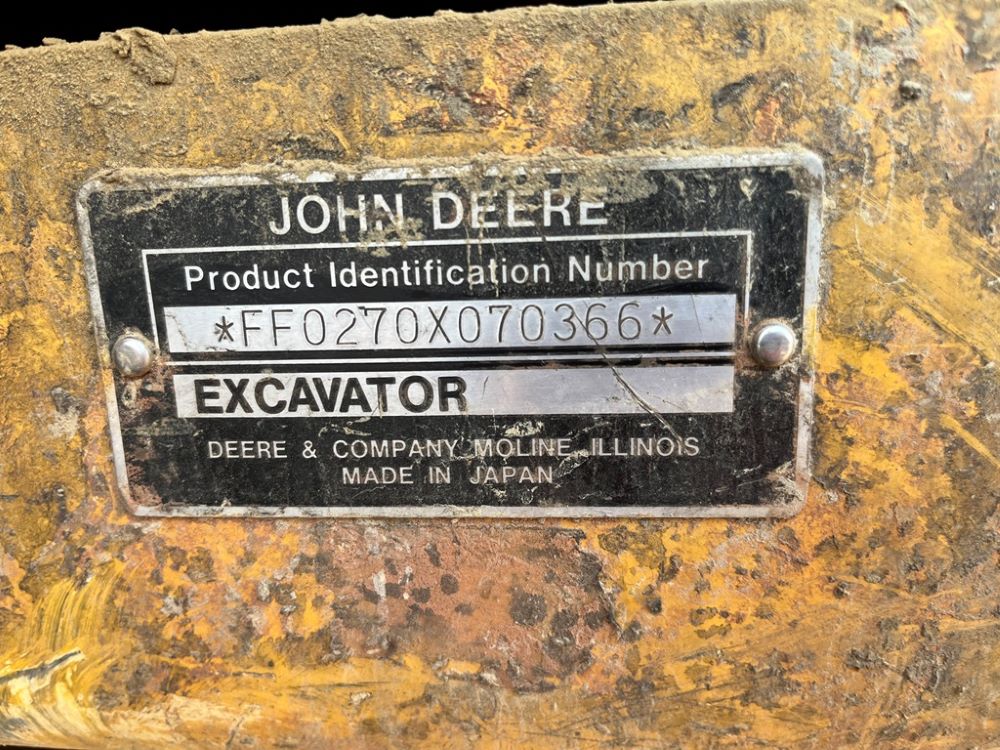 JOHN DEERE
Product Identification Number
*FF0270X070366*
EXCAVATOR
DEERE & COMPANY MOLINE ILLINOIS
MADE IN JAPAN